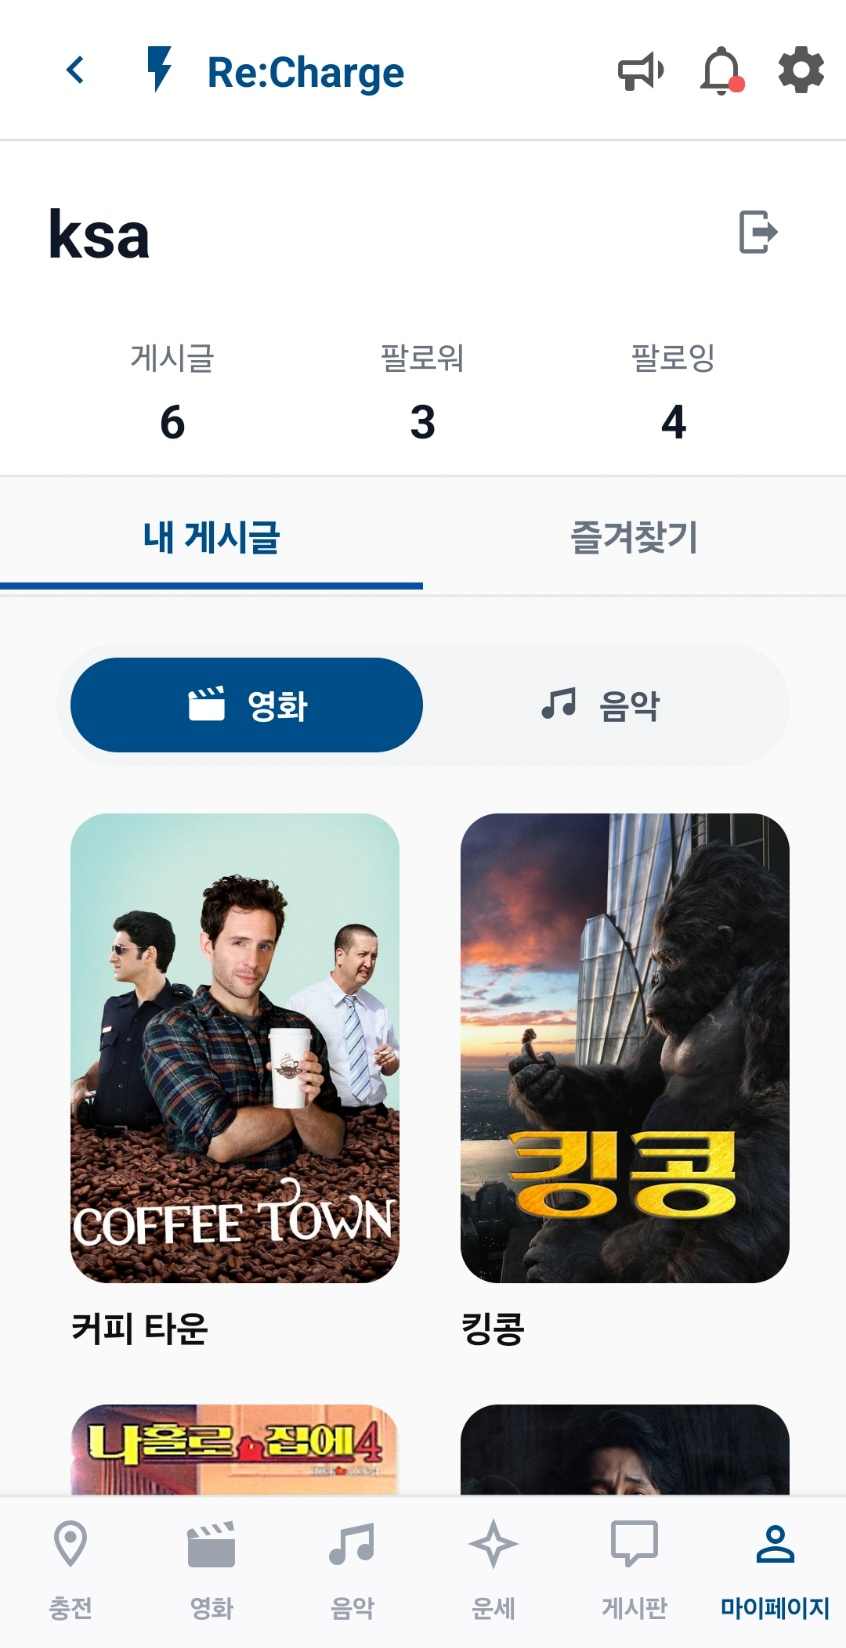 Re:Charge
ksa
게시글 팔로워 팔로잉
6 3 4
내 게시글 즐겨찾기
영화 음악
COFFEE TOWN
킹콩
커피 타운 킹콩
나홀로 집에4
충전 영화 음악 운세 게시판 마이페이지